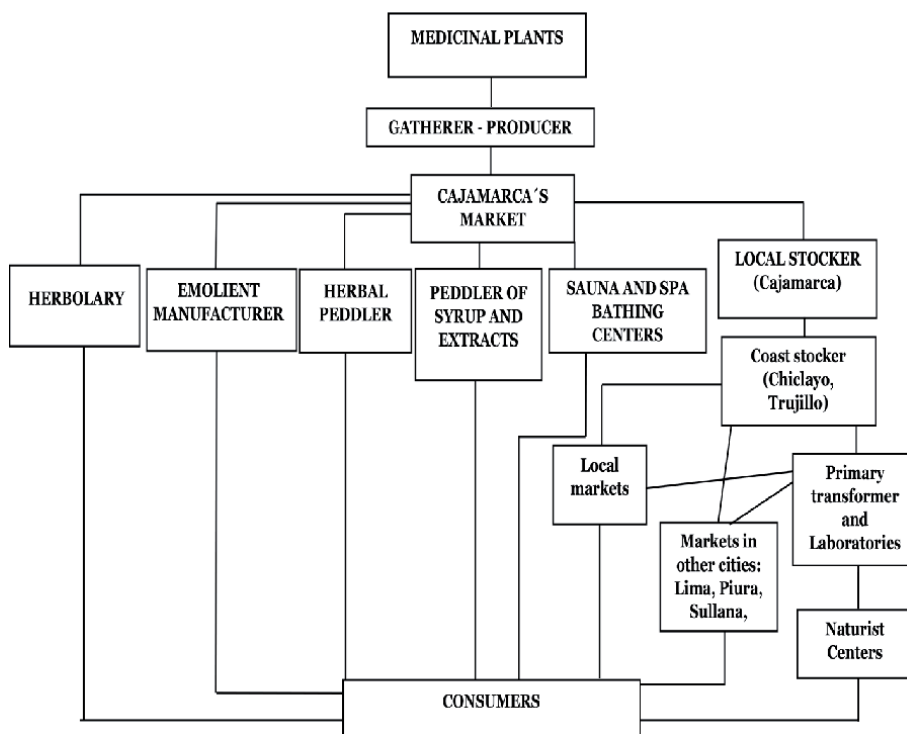 MEDICINAL PLANTS
GATHERER - PRODUCER
CAJAMARCA´S
MARKET
HERBOLARY
EMOLIENT
MANUFACTURER
HERBAL
PEDDLER
PEDDLER OF
SYRUP AND
EXTRACTS
SAUNA AND SPA
BATHING
CENTERS
LOCAL STOCKER
(Cajamarca)
Coast stocker
(Chiclayo,
Trujillo)
Local
markets
Primary
transformer
and
Laboratories
Markets in
other cities:
Lima, Piura,
Sullana,
Naturist
Centers
CONSUMERS